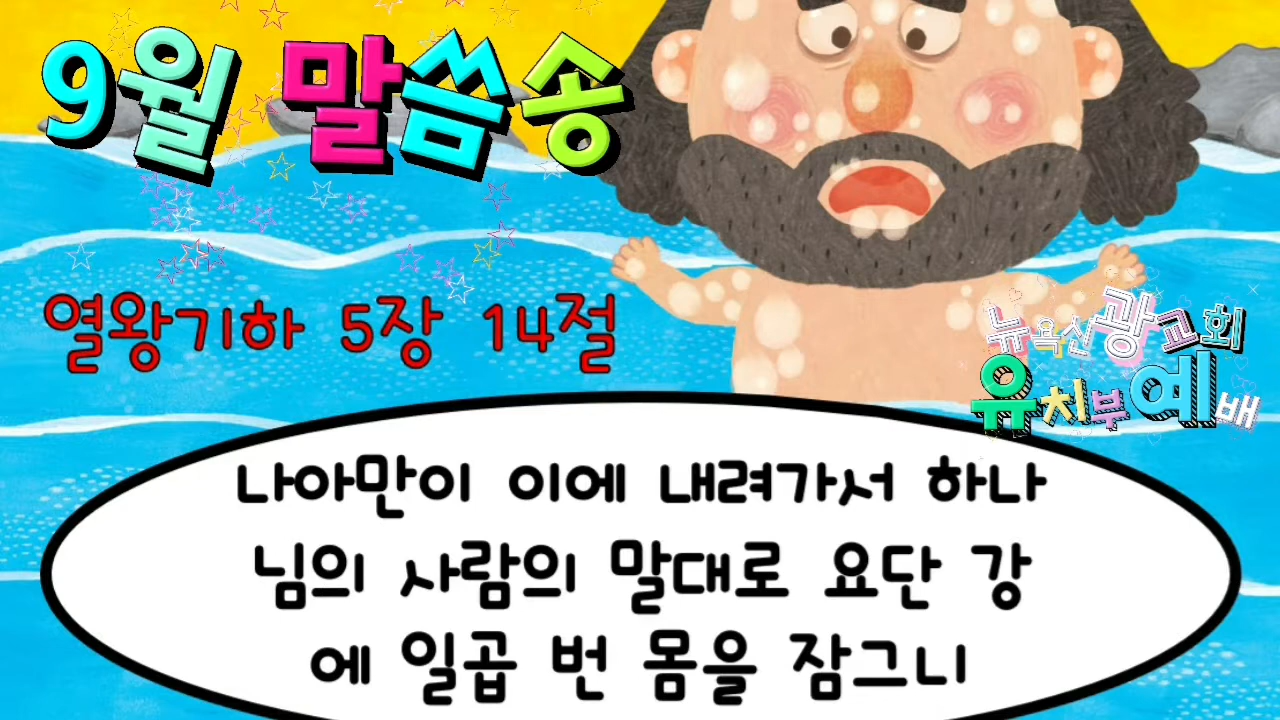 9월 말씀송
열왕기하 5장 14절
뉴욕신광교회
유치부예배
나아만이 이에 내려가서 하나
님의 사람의 말대로 요단 강
에 일곱 번 몸을 잠그니